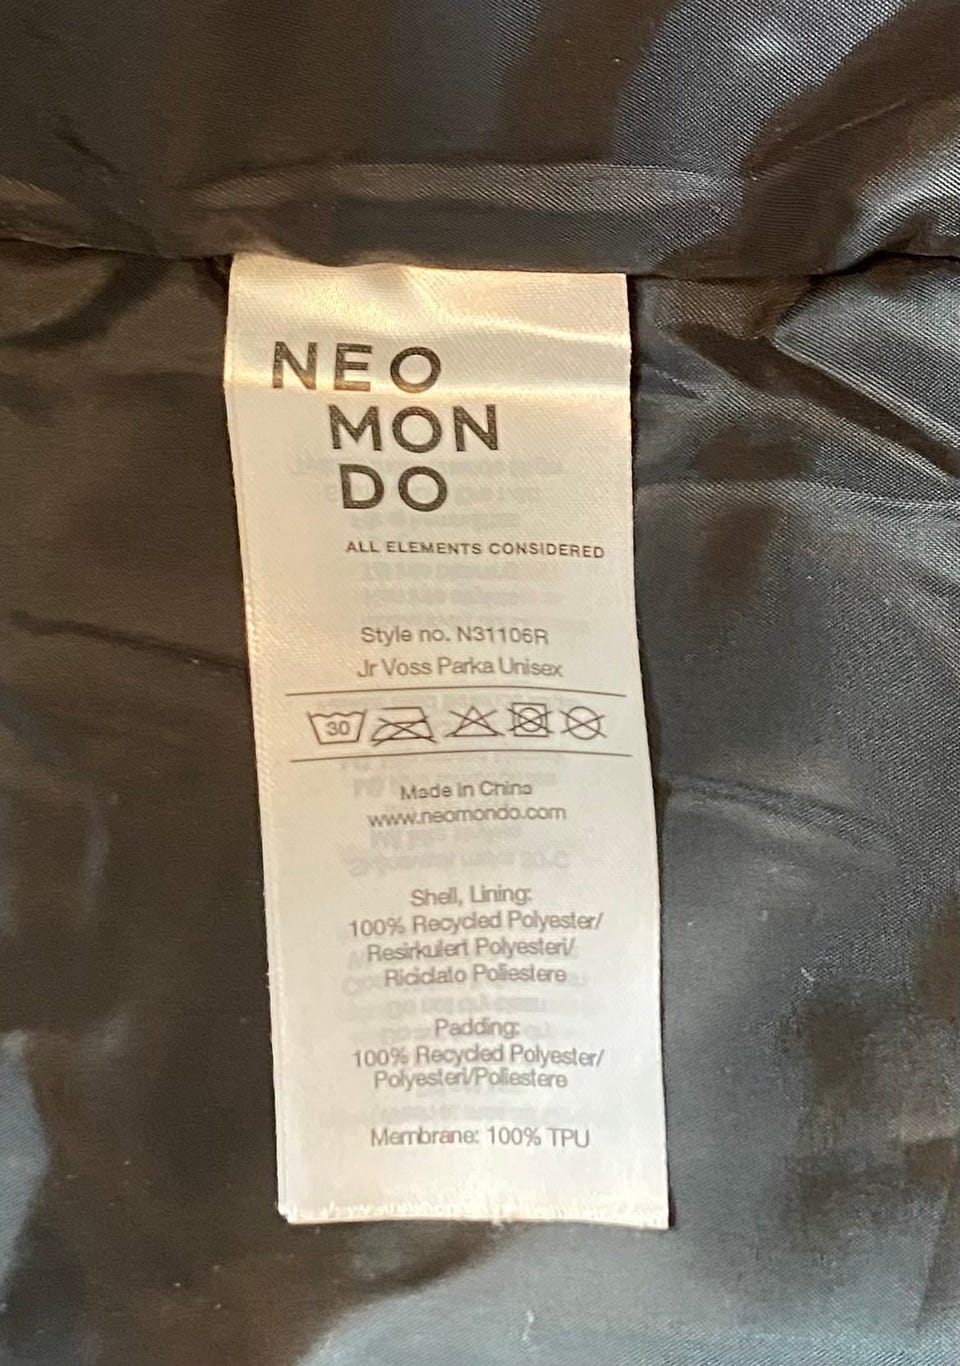 NEO
MON
DO
ALL ELEMENTS CONSIDERED
Style no. N31106R
Jr Voss Parka Unisex
30
Made in China
www.neomondo.com
Shell, Lining:
100% Recycled Polyester/
Resirkulert Polyesteri/
Riciclato Poliestere
Padding:
100% Recycled Polyester/
Polyesteri/Poliestere
Membrane: 100% TPU